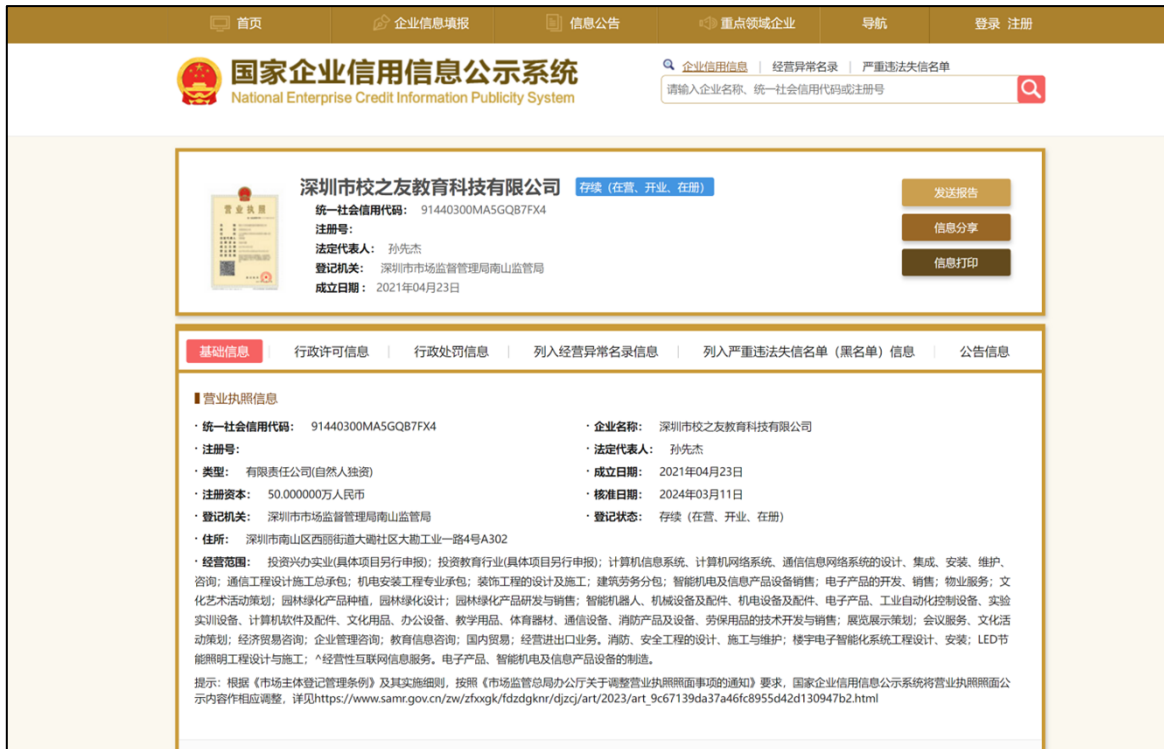 首页 企业信息填报 信息公告 重点领域企业 导航 登录 注册
国家企业信用信息公示系统
National Enterprise Credit Information Publicity System
企业信用信息 | 经营异常名录 | 严重违法失信名单
请输入企业名称、统一社会信用代码或注册号
营业执照
深圳市校之友教育科技有限公司 存续（在营、开业、在册）
统一社会信用代码： 91440300MA5GQB7FX4
注册号：
法定代表人： 孙先杰
登记机关： 深圳市市场监督管理局南山监管局
成立日期： 2021年04月23日
发送报告
信息分享
信息打印
基础信息 | 行政许可信息 | 行政处罚信息 | 列入经营异常名录信息 | 列入严重违法失信名单（黑名单）信息 | 公告信息
营业执照信息
· 统一社会信用代码： 91440300MA5GQB7FX4 · 企业名称： 深圳市校之友教育科技有限公司
· 注册号： · 法定代表人： 孙先杰
· 类型： 有限责任公司(自然人独资) · 成立日期： 2021年04月23日
· 注册资本： 50.000000万人民币 · 核准日期： 2024年03月11日
· 登记机关： 深圳市市场监督管理局南山监管局 · 登记状态： 存续（在营、开业、在册）
· 住所： 深圳市南山区西丽街道大磡社区大勘工业一路4号A302
· 经营范围： 投资兴办实业(具体项目另行申报)；投资教育行业(具体项目另行申报)；计算机信息系统、计算机网络系统、通信信息网络系统的设计、集成、安装、维护、
咨询；通信工程设计施工总承包；机电安装工程专业承包；装饰工程的设计及施工；建筑劳务分包；智能机电及信息产品设备销售；电子产品的开发、销售；物业服务；文
化艺术活动策划；园林绿化产品种植，园林绿化设计；园林绿化产品研发与销售；智能机器人、机械设备及配件、机电设备及配件、电子产品、工业自动化控制设备、实验
实训设备、计算机软件及配件、文化用品、办公设备、教学用品、体育器材、通信设备、消防产品及设备、劳保用品的技术开发与销售；展览展示策划；会议服务、文化活
动策划；经济贸易咨询；企业管理咨询；教育信息咨询；国内贸易；经营进出口业务。消防、安全工程的设计、施工与维护；楼宇电子智能化系统工程设计、安装；LED节
能照明工程设计与施工；^经营性互联网信息服务。电子产品、智能机电及信息产品设备的制造。
提示：根据《市场主体登记管理条例》及其实施细则，按照《市场监管总局办公厅关于调整营业执照照面事项的通知》要求，国家企业信用信息公示系统将营业执照照面公
示内容作相应调整，详见https://www.samr.gov.cn/zw/zfxxgk/fdzdgknr/djzcj/art/2023/art_9c67139da37a46fc8955d42d130947b2.html